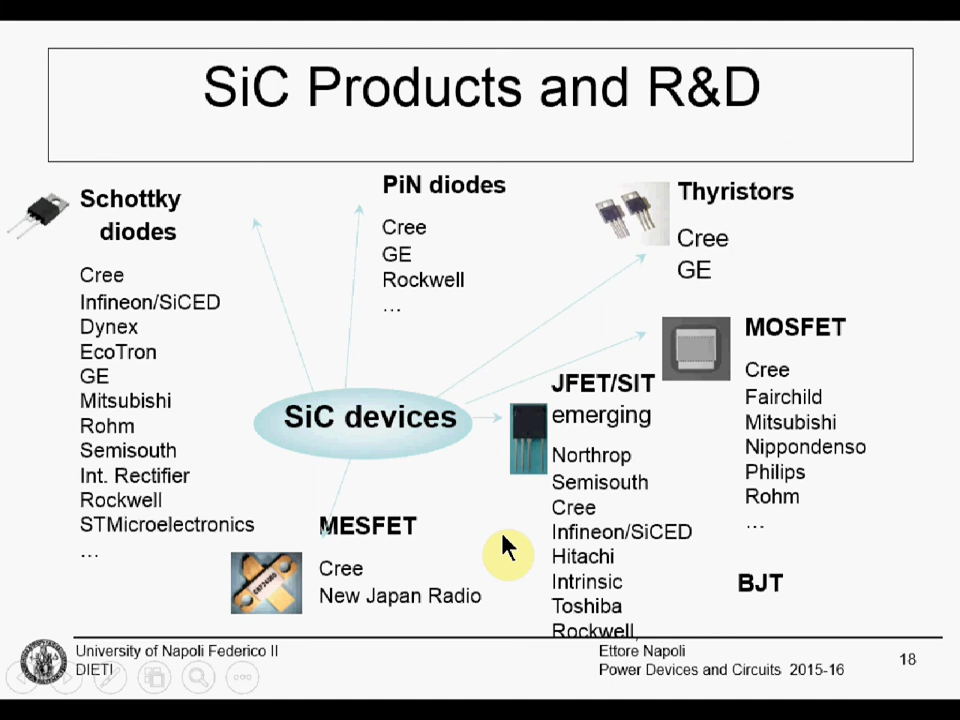 SiC Products and R&D
Schottky
diodes
Cree
Infineon/SiCED
Dynex
EcoTron
GE
Mitsubishi
Rohm
Semisouth
Int. Rectifier
Rockwell
STMicroelectronics
...
PiN diodes
Cree
GE
Rockwell
...
Thyristors
Cree
GE
MOSFET
Cree
Fairchild
Mitsubishi
Nippondenso
Philips
Rohm
...
SiC devices
JFET/SIT
emerging
Northrop
Semisouth
Cree
Infineon/SiCED
Hitachi
Intrinsic
Toshiba
Rockwell,
MESFET
Cree
New Japan Radio
BJT
University of Napoli Federico II
DIETI
Ettore Napoli
Power Devices and Circuits 2015-16
18